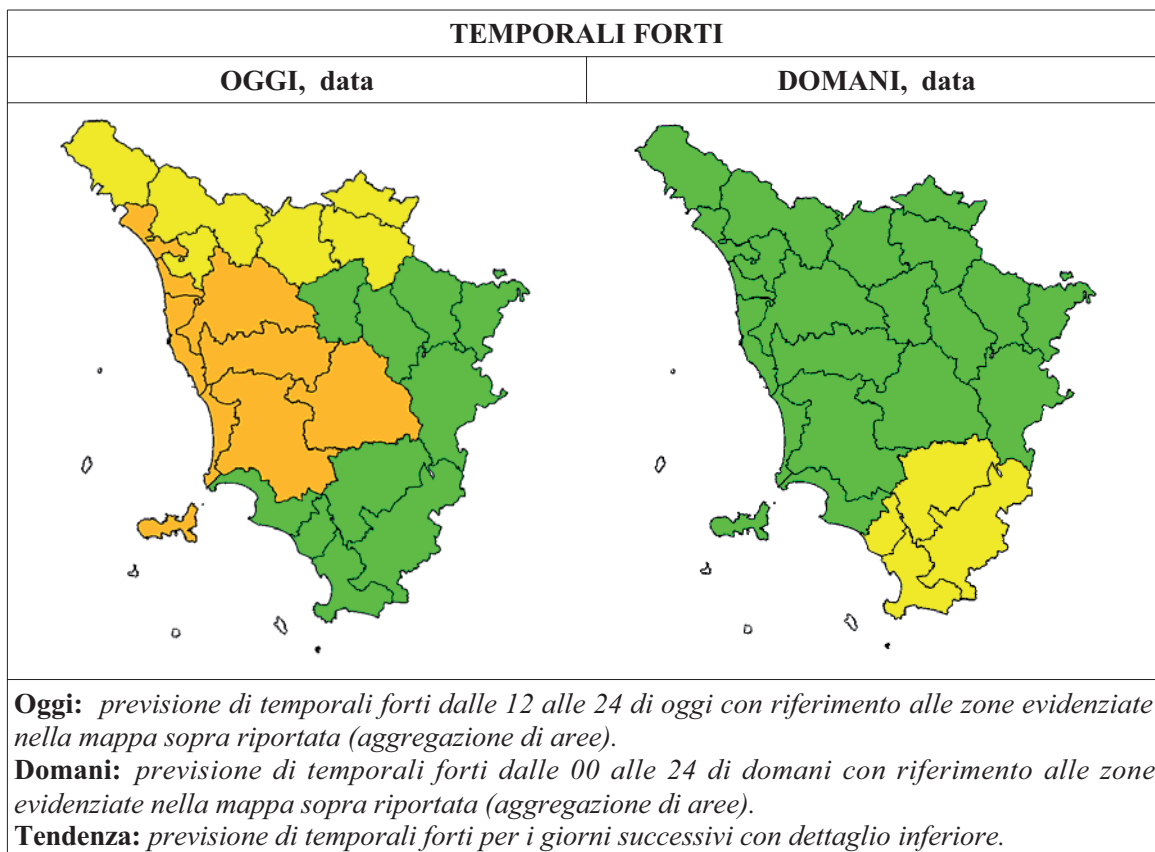 TEMPORALI FORTI
OGGI, data
DOMANI, data
Oggi: previsione di temporali forti dalle 12 alle 24 di oggi con riferimento alle zone evidenziate
nella mappa sopra riportata (aggregazione di aree).
Domani: previsione di temporali forti dalle 00 alle 24 di domani con riferimento alle zone
evidenziate nella mappa sopra riportata (aggregazione di aree).
Tendenza: previsione di temporali forti per i giorni successivi con dettaglio inferiore.